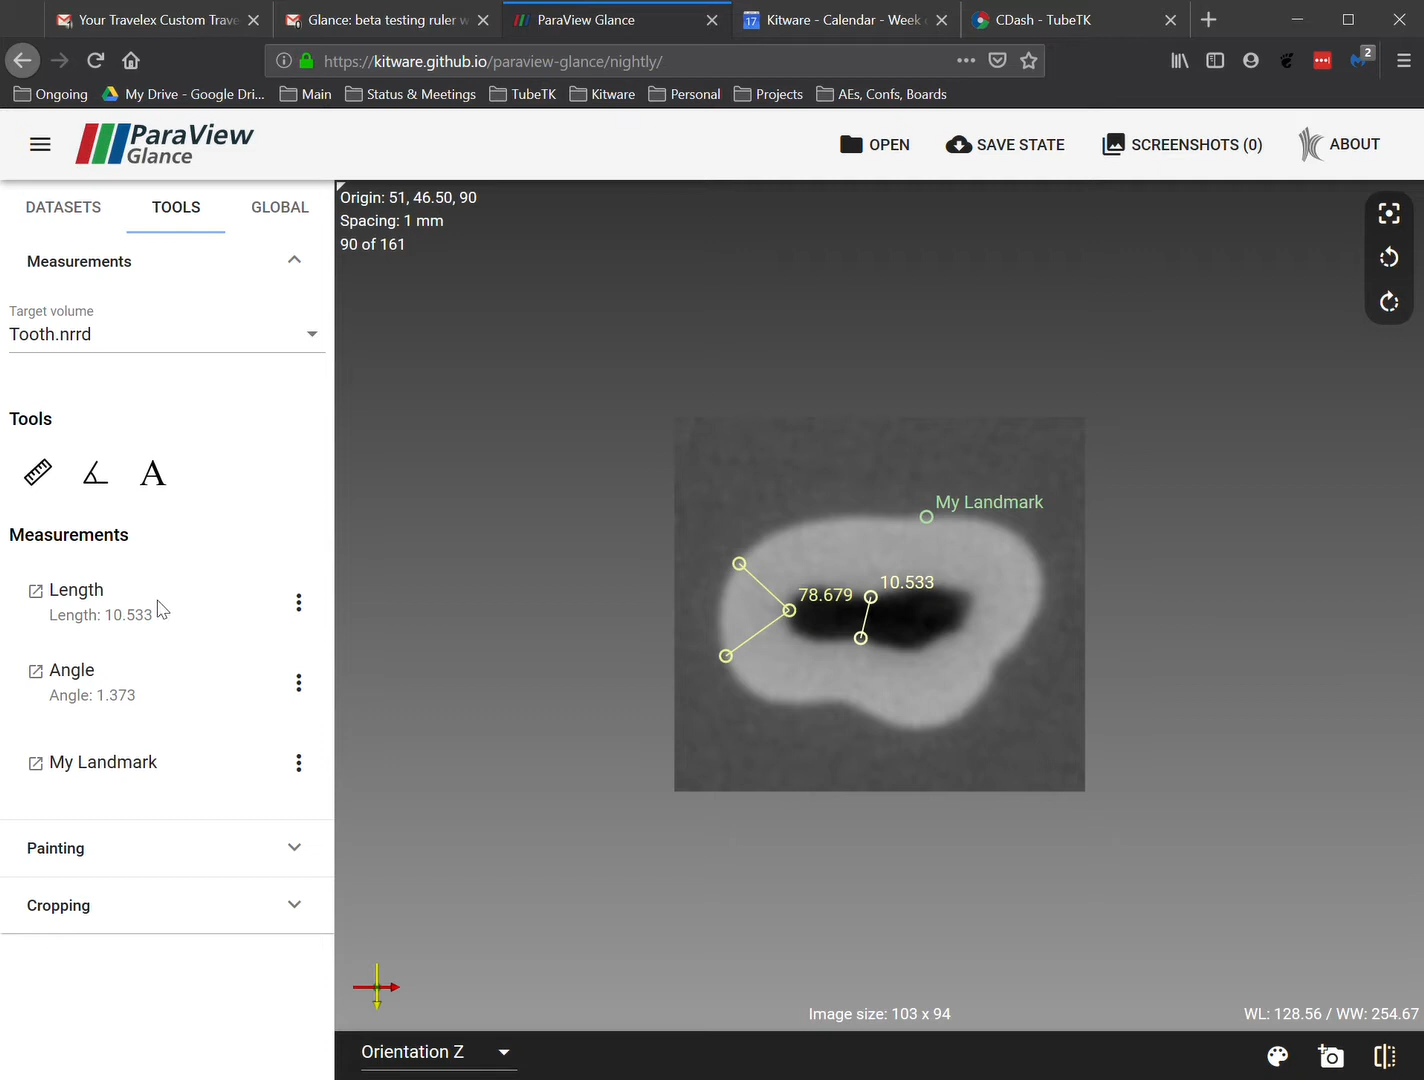 Your Travelex Custom Trave
Glance: beta testing ruler w
ParaView Glance
Kitware - Calendar - Week o
CDash - TubeTK
https://kitware.github.io/paraview-glance/nightly/
2
Ongoing
My Drive - Google Dri...
Main
Status & Meetings
TubeTK
Kitware
Personal
Projects
AEs, Confs, Boards
ParaView
Glance
OPEN
SAVE STATE
SCREENSHOTS (0)
ABOUT
DATASETS
TOOLS
GLOBAL
Measurements
Target volume
Tooth.nrrd
Tools
A
Measurements
Length
Length: 10.533
Angle
Angle: 1.373
My Landmark
Painting
Cropping
Origin: 51, 46.50, 90
Spacing: 1 mm
90 of 161
My Landmark
10.533
78.679
Image size: 103 x 94
WL: 128.56 / WW: 254.67
Orientation Z